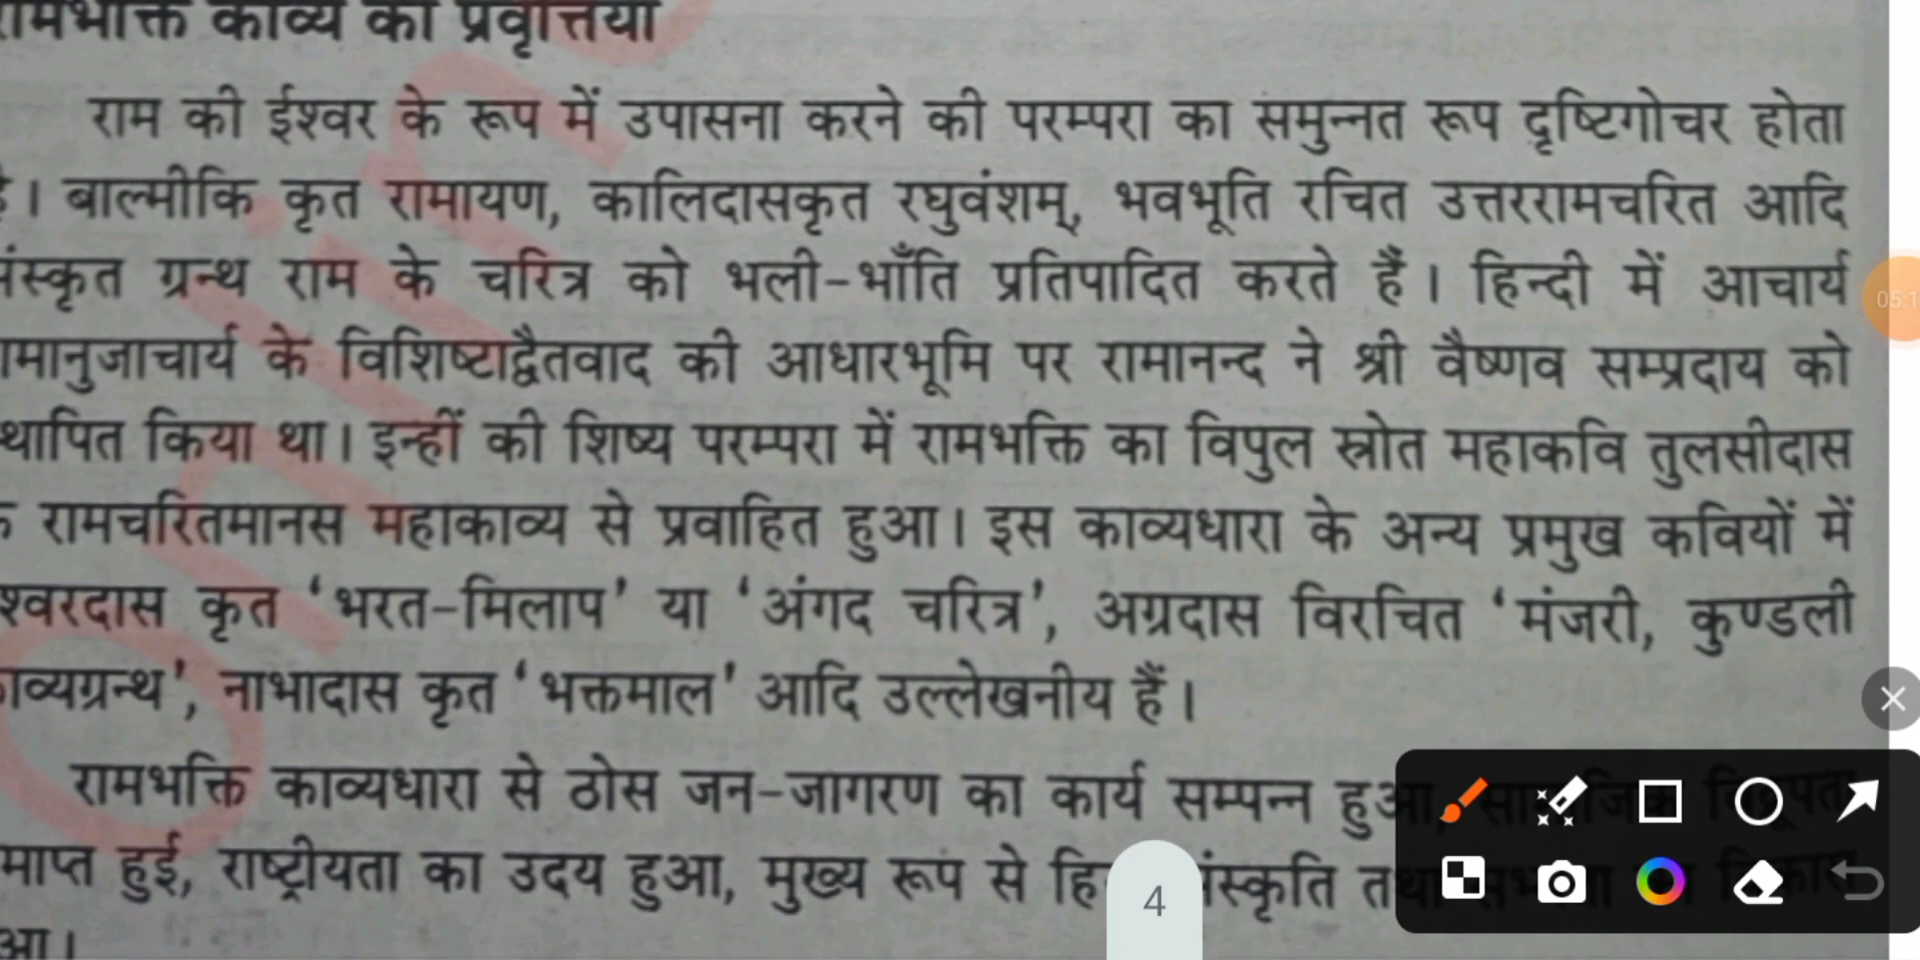 रामभक्ति काव्य की प्रवृत्तियाँ
राम की ईश्वर के रूप में उपासना करने की परम्परा का समुन्नत रूप दृष्टिगोचर होता
है। बाल्मीकि कृत रामायण, कालिदासकृत रघुवंशम्, भवभूति रचित उत्तररामचरित आदि
संस्कृत ग्रन्थ राम के चरित्र को भली-भाँति प्रतिपादित करते हैं। हिन्दी में आचार्य
रामानुजाचार्य के विशिष्टाद्वैतवाद की आधारभूमि पर रामानन्द ने श्री वैष्णव सम्प्रदाय को
स्थापित किया था। इन्हीं की शिष्य परम्परा में रामभक्ति का विपुल स्रोत महाकवि तुलसीदास
के रामचरितमानस महाकाव्य से प्रवाहित हुआ। इस काव्यधारा के अन्य प्रमुख कवियों में
ईश्वरदास कृत ‘भरत-मिलाप’ या ‘अंगद चरित्र’, अग्रदास विरचित ‘मंजरी, कुण्डली
काव्यग्रन्थ’, नाभादास कृत ‘भक्तमाल’ आदि उल्लेखनीय हैं।
रामभक्ति काव्यधारा से ठोस जन-जागरण का कार्य सम्पन्न हुआ,
समाप्त हुई, राष्ट्रीयता का उदय हुआ, मुख्य रूप से संस्कृति तथा
हुआ।
4